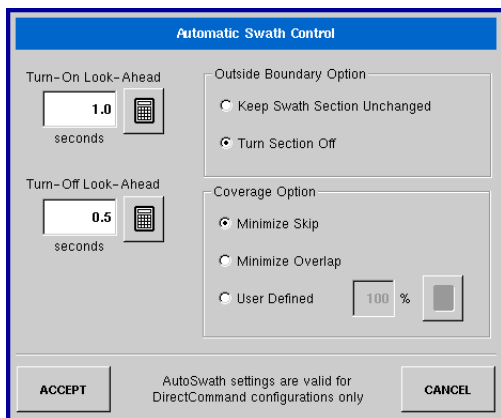 Automatic Swath Control
Turn-On Look-Ahead
1.0
seconds
Turn-Off Look-Ahead
0.5
seconds
Outside Boundary Option
Keep Swath Section Unchanged
Turn Section Off
Coverage Option
Minimize Skip
Minimize Overlap
User Defined 100 %
ACCEPT
AutoSwath settings are valid for
DirectCommand configurations only
CANCEL